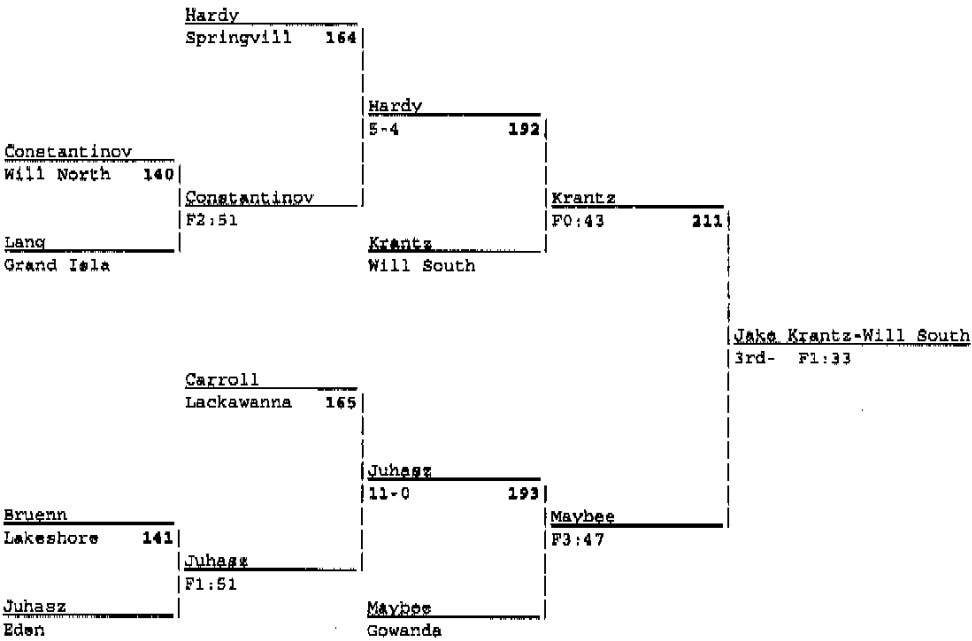 Hardy
Springvill 164
Hardy
5-4 192
Constantinov
Will North 140
Constantinov
F2:51
Krantz
F0:43 211
Lang
Grand Isla
Krantz
Will South
Jake Krantz-Will South
3rd- F1:33
Carroll
Lackawanna 165
Juhasz
11-0 193
Bruenn
Lakeshore 141
Maybee
F3:47
Juhasz
F1:51
Juhasz
Eden
Maybee
Gowanda